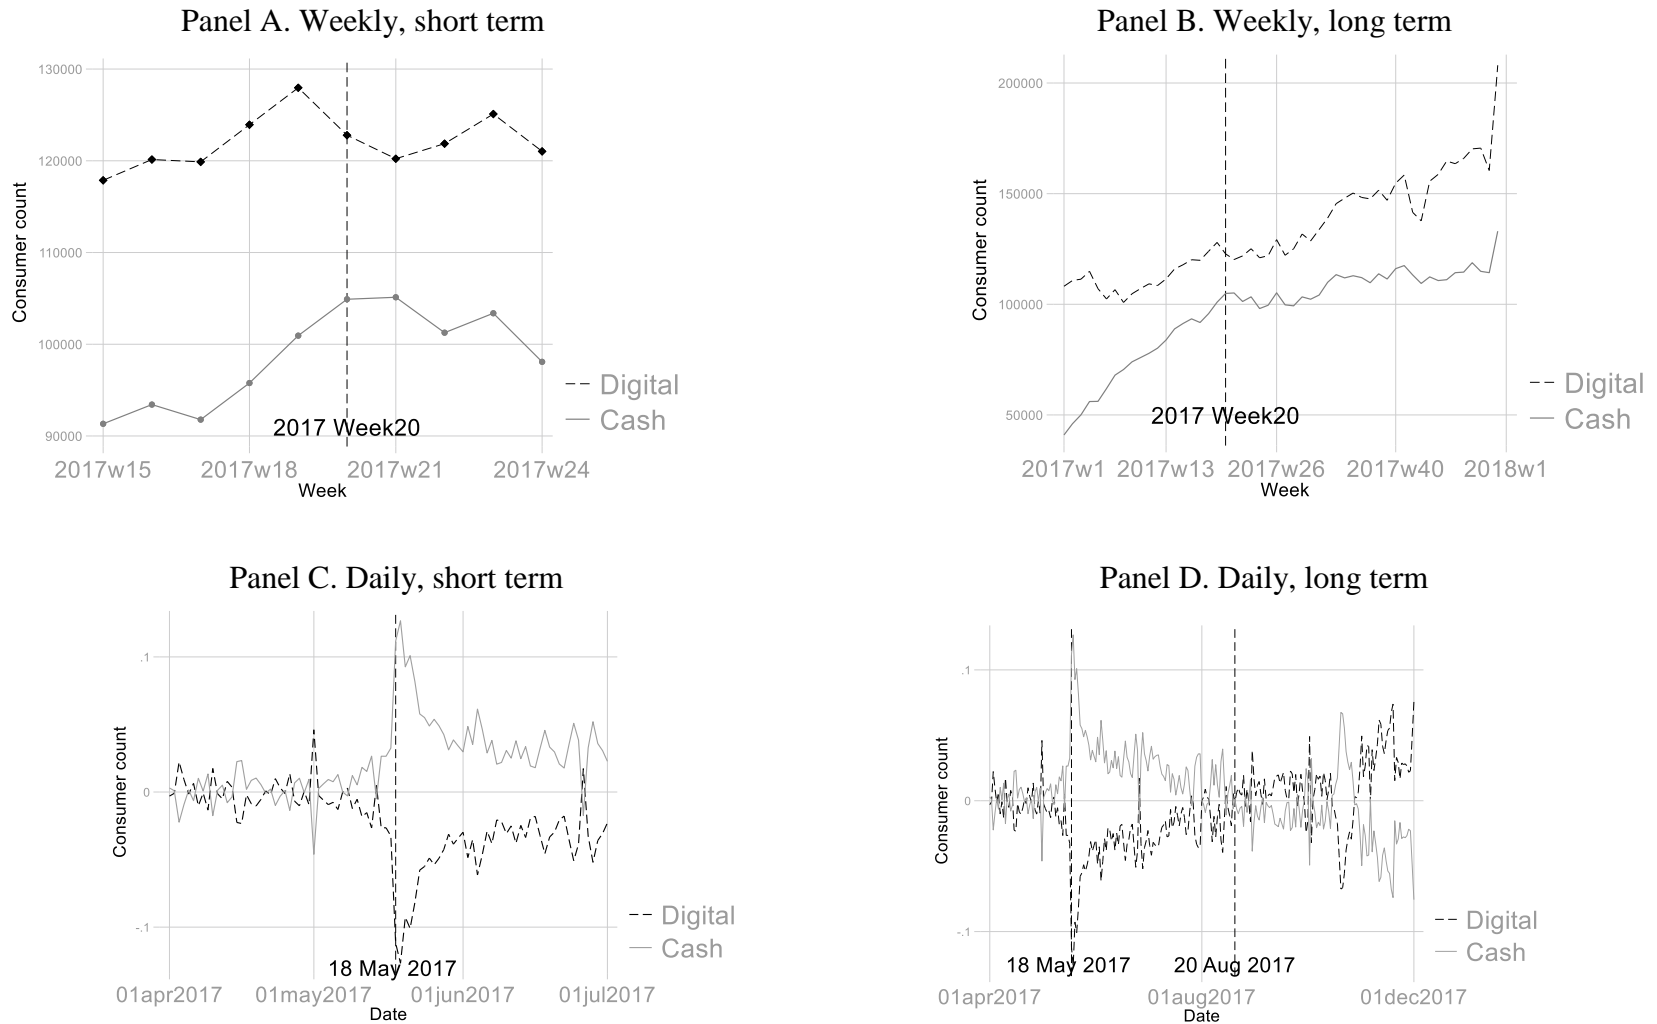 Panel A. Weekly, short term
130000
120000
110000
100000
90000
Consumer count
2017 Week20
2017w15 2017w18 2017w21 2017w24
Week
Digital
Cash
Panel B. Weekly, long term
200000
150000
100000
50000
Consumer count
2017 Week20
2017w1 2017w13 2017w26 2017w40 2018w1
Week
Digital
Cash
Panel C. Daily, short term
.1
0
-.1
Consumer count
18 May 2017
01apr2017 01may2017 01jun2017 01jul2017
Date
Digital
Cash
Panel D. Daily, long term
.1
0
-.1
Consumer count
18 May 2017 20 Aug 2017
01apr2017 01aug2017 01dec2017
Date
Digital
Cash